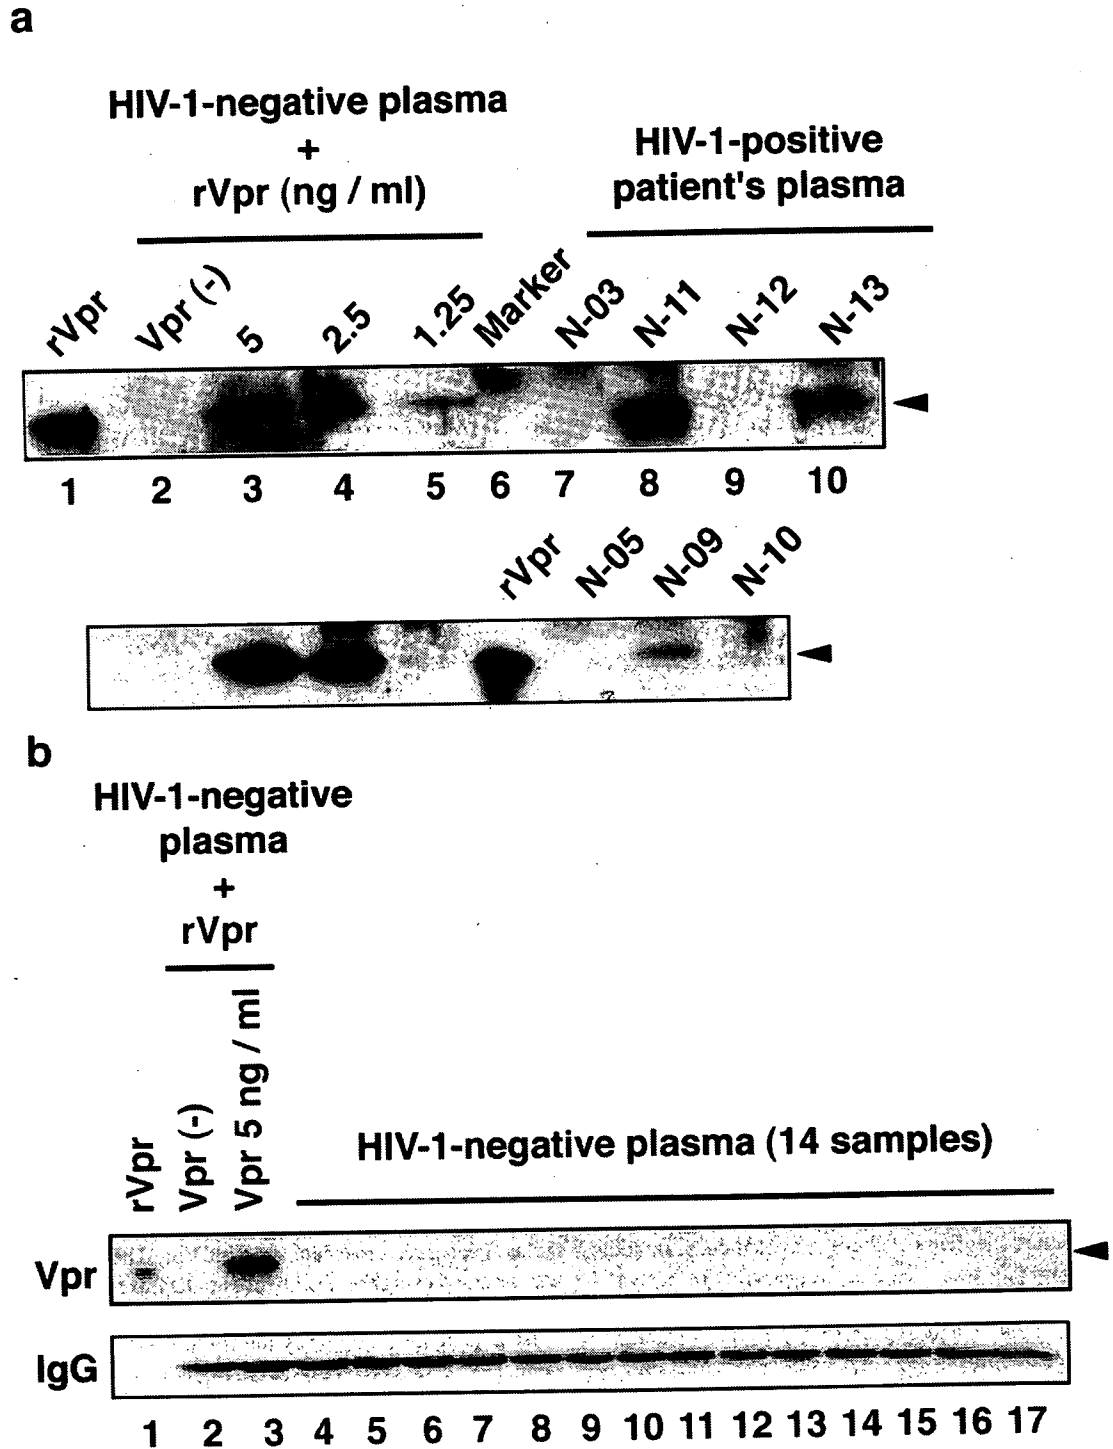 a
HIV-1-negative plasma
+
rVpr (ng / ml)
HIV-1-positive
patient's plasma
rVpr Vpr (-) 5 2.5 1.25 Marker N-03 N-11 N-12 N-13
1 2 3 4 5 6 7 8 9 10
rVpr N-05 N-09 N-10
b
HIV-1-negative
plasma
+
rVpr
rVpr Vpr (-) Vpr 5 ng / ml
HIV-1-negative plasma (14 samples)
Vpr
IgG
1 2 3 4 5 6 7 8 9 10 11 12 13 14 15 16 17